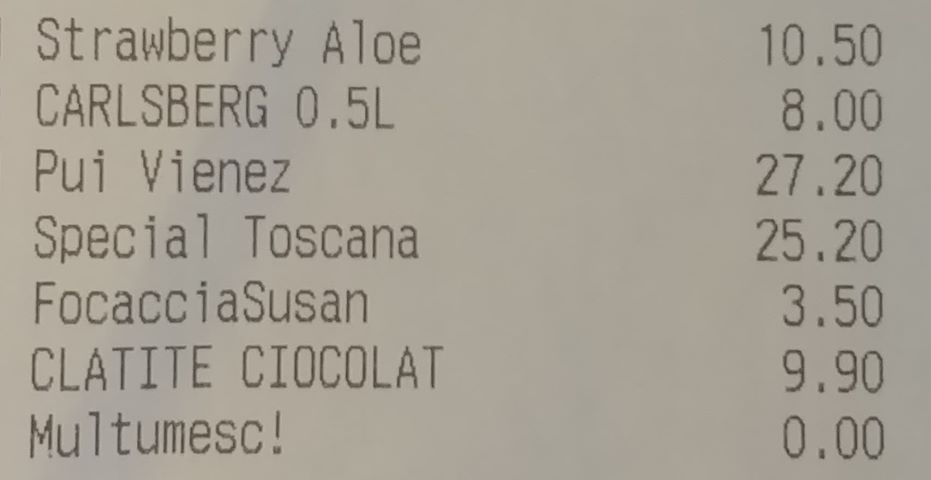 Strawberry Aloe 10.50
CARLSBERG 0.5L 8.00
Pui Vienez 27.20
Special Toscana 25.20
FocacciaSusan 3.50
CLATITE CIOCOLAT 9.90
Multumesc! 0.00